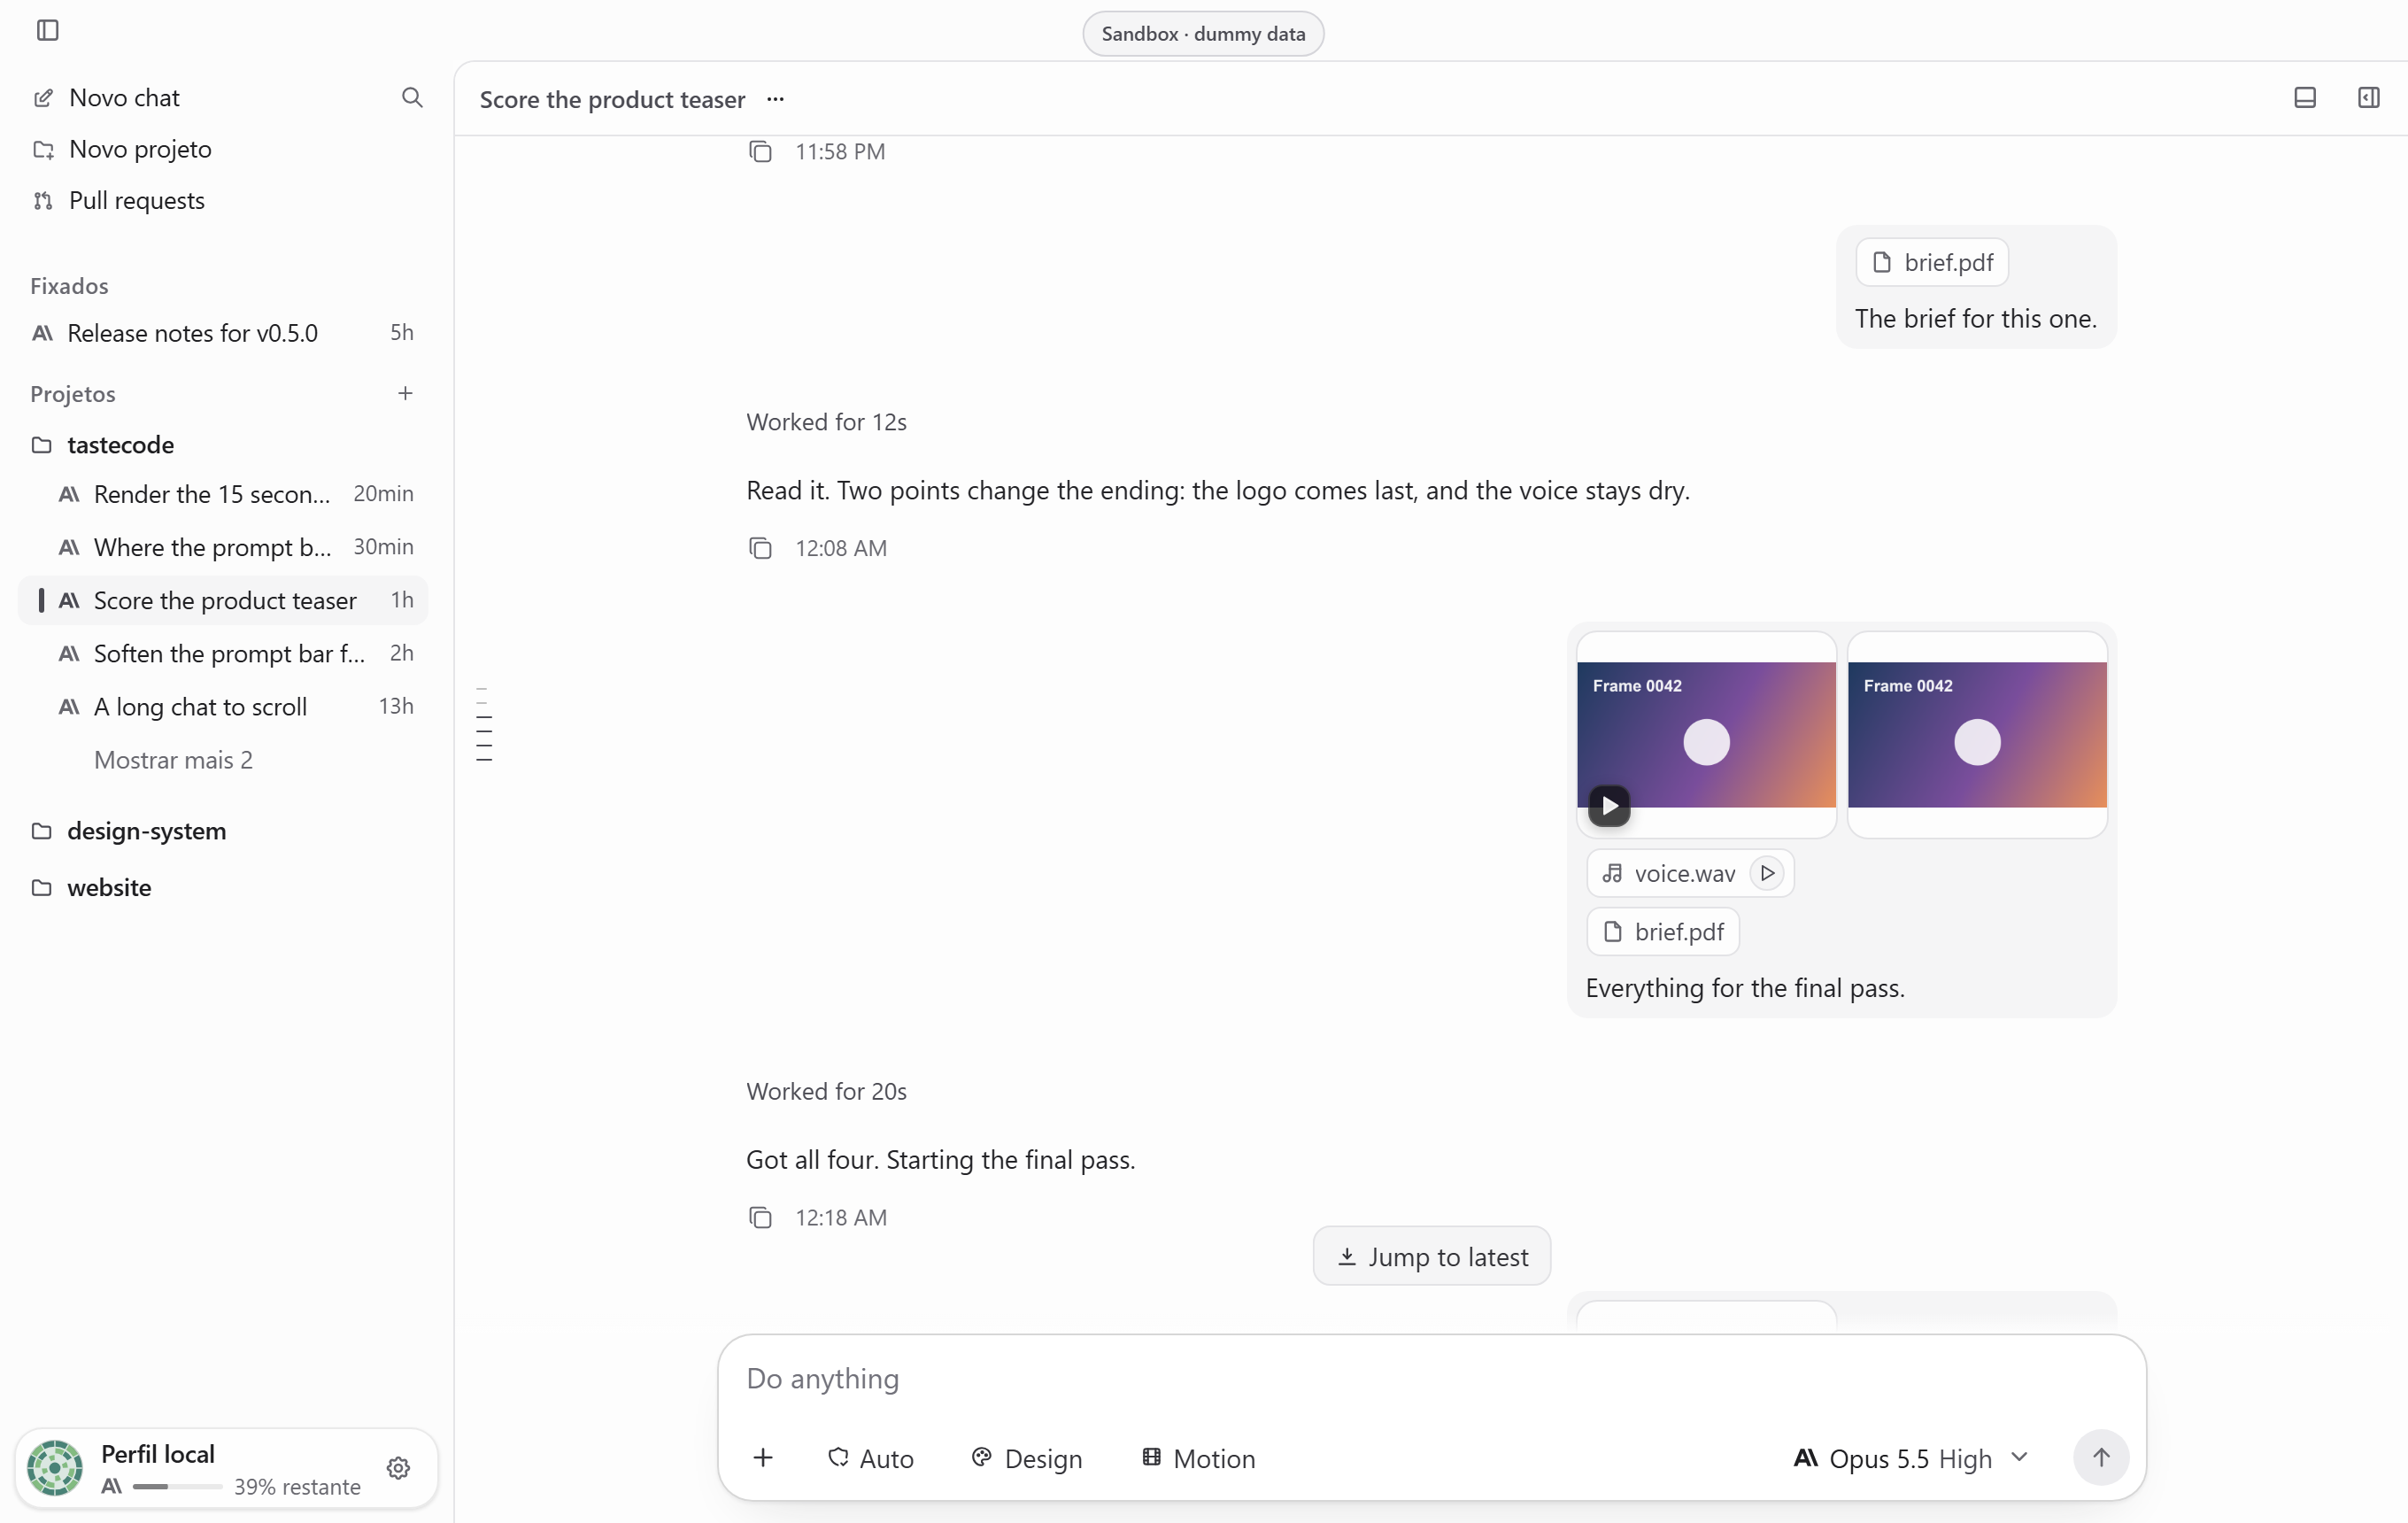 Sandbox · dummy data
Novo chat
Novo projeto
Pull requests
Fixados
Release notes for v0.5.0 5h
Projetos
tastecode
Render the 15 secon... 20min
Where the prompt b... 30min
Score the product teaser 1h
Soften the prompt bar f... 2h
A long chat to scroll 13h
Mostrar mais 2
design-system
website
Perfil local
39% restante
Score the product teaser
11:58 PM
brief.pdf
The brief for this one.
Worked for 12s
Read it. Two points change the ending: the logo comes last, and the voice stays dry.
12:08 AM
Frame 0042
Frame 0042
voice.wav
brief.pdf
Everything for the final pass.
Worked for 20s
Got all four. Starting the final pass.
12:18 AM
Jump to latest
Do anything
Auto Design Motion Opus 5.5 High